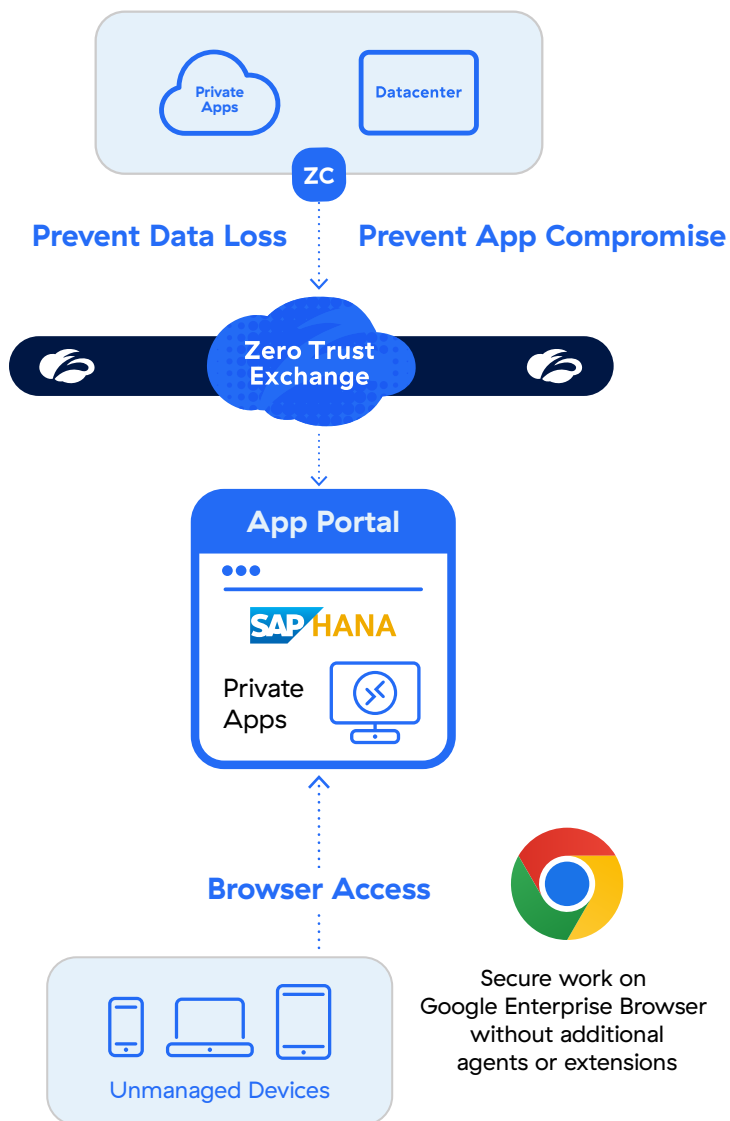 Private
Apps
Datacenter
ZC
Prevent Data Loss
Prevent App Compromise
Zero Trust
Exchange
App Portal
SAP HANA
Private
Apps
Browser Access
Secure work on
Google Enterprise Browser
without additional
agents or extensions
Unmanaged Devices